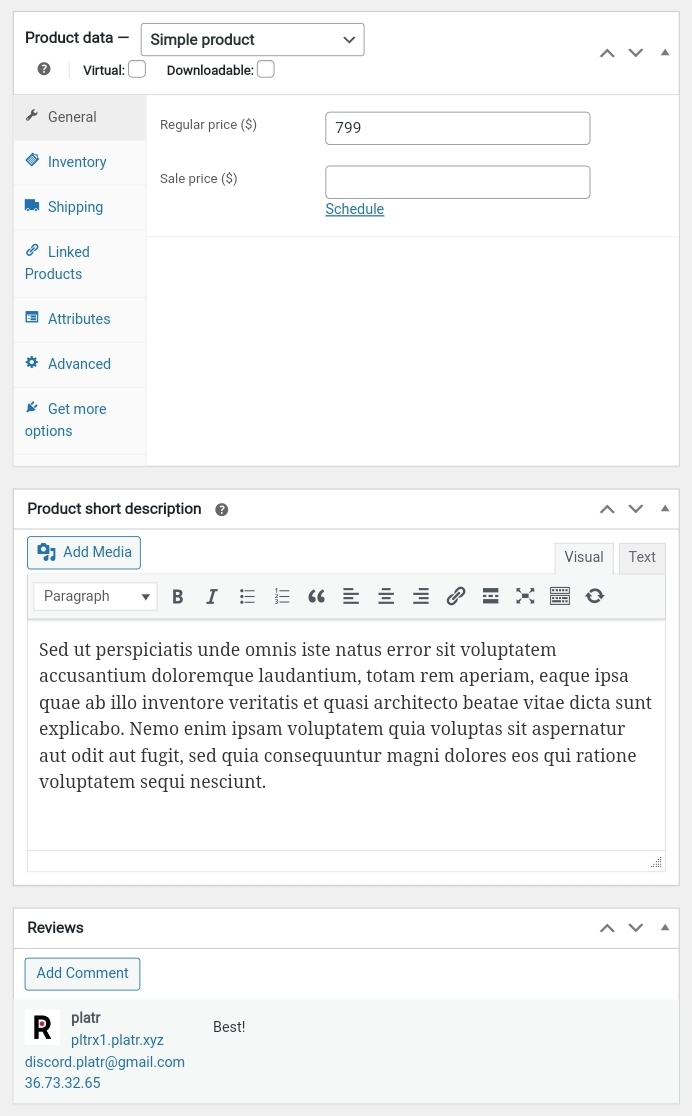 Product data — Simple product
Virtual: Downloadable:
General
Regular price ($) 799
Inventory
Sale price ($)
Schedule
Shipping
Linked
Products
Attributes
Advanced
Get more
options
Product short description
Add Media
Visual Text
Paragraph
Sed ut perspiciatis unde omnis iste natus error sit voluptatem
accusantium doloremque laudantium, totam rem aperiam, eaque ipsa
quae ab illo inventore veritatis et quasi architecto beatae vitae dicta sunt
explicabo. Nemo enim ipsam voluptatem quia voluptas sit aspernatur
aut odit aut fugit, sed quia consequuntur magni dolores eos qui ratione
voluptatem sequi nesciunt.
Reviews
Add Comment
R
platr
pltrx1.platr.xyz
discord.platr@gmail.com
36.73.32.65
Best!